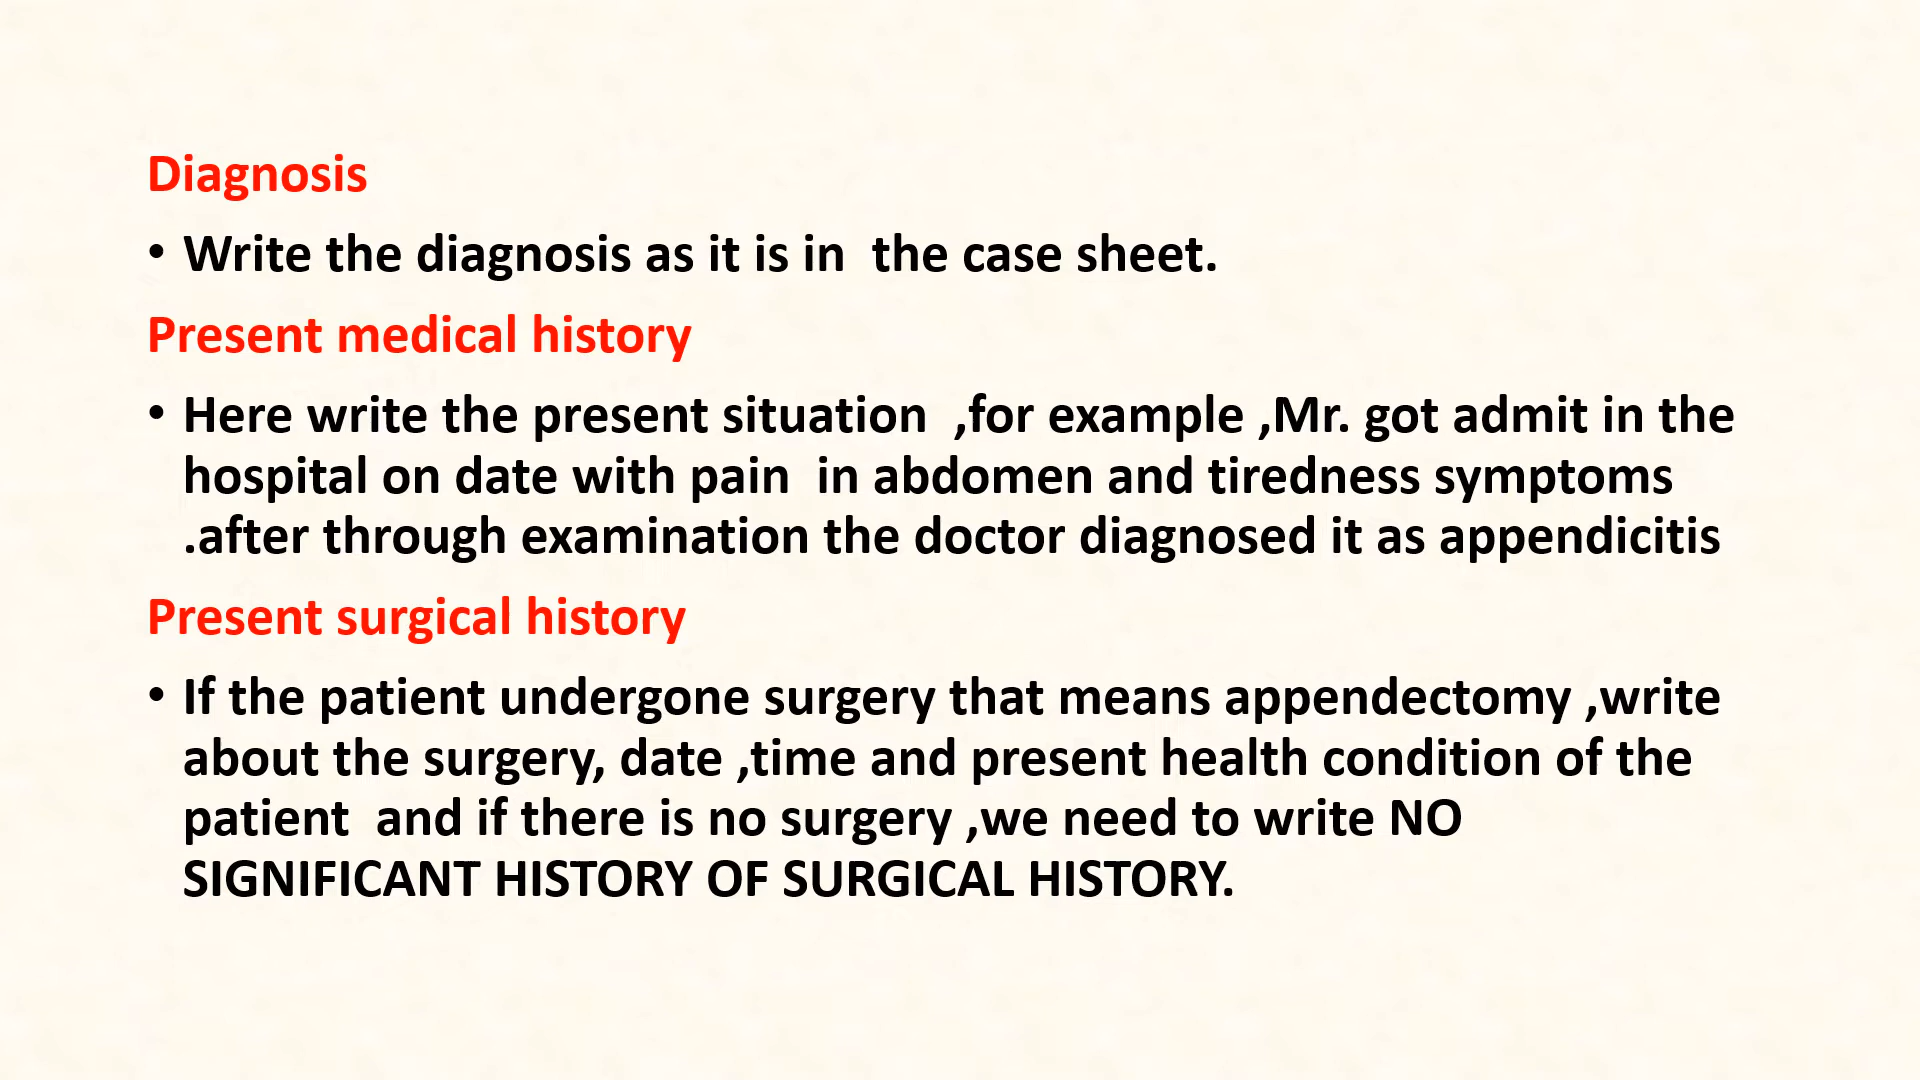 Diagnosis
• Write the diagnosis as it is in  the case sheet.
Present medical history
• Here write the present situation  ,for example ,Mr. got admit in the
hospital on date with pain  in abdomen and tiredness symptoms
.after through examination the doctor diagnosed it as appendicitis
Present surgical history
• If the patient undergone surgery that means appendectomy ,write
about the surgery, date ,time and present health condition of the
patient  and if there is no surgery ,we need to write NO
SIGNIFICANT HISTORY OF SURGICAL HISTORY.